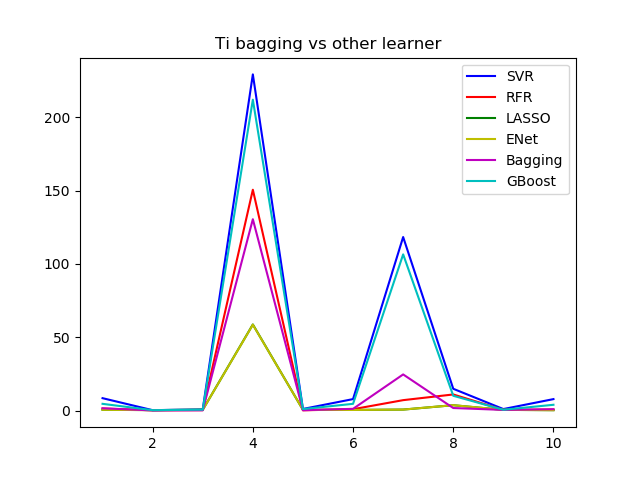 Ti bagging vs other learner
SVR
RFR
LASSO
ENet
Bagging
GBoost
200
150
100
50
0
2 4 6 8 10